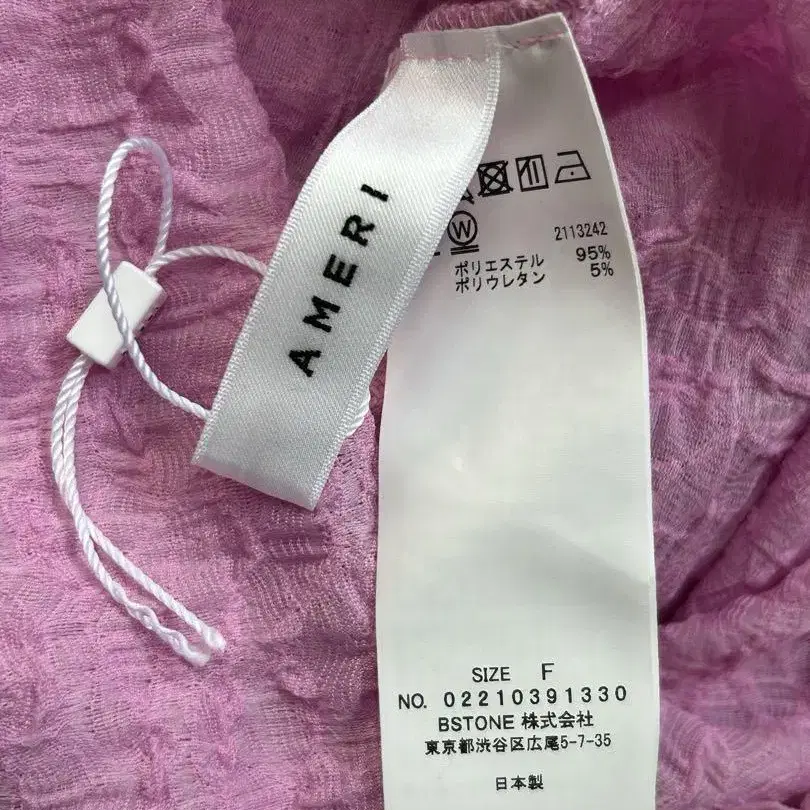 AMERI
W
2113242
ポリエステル 95%
ポリウレタン 5%
SIZE F
NO. 02210391330
BSTONE 株式会社
東京都渋谷区広尾5-7-35
日本製